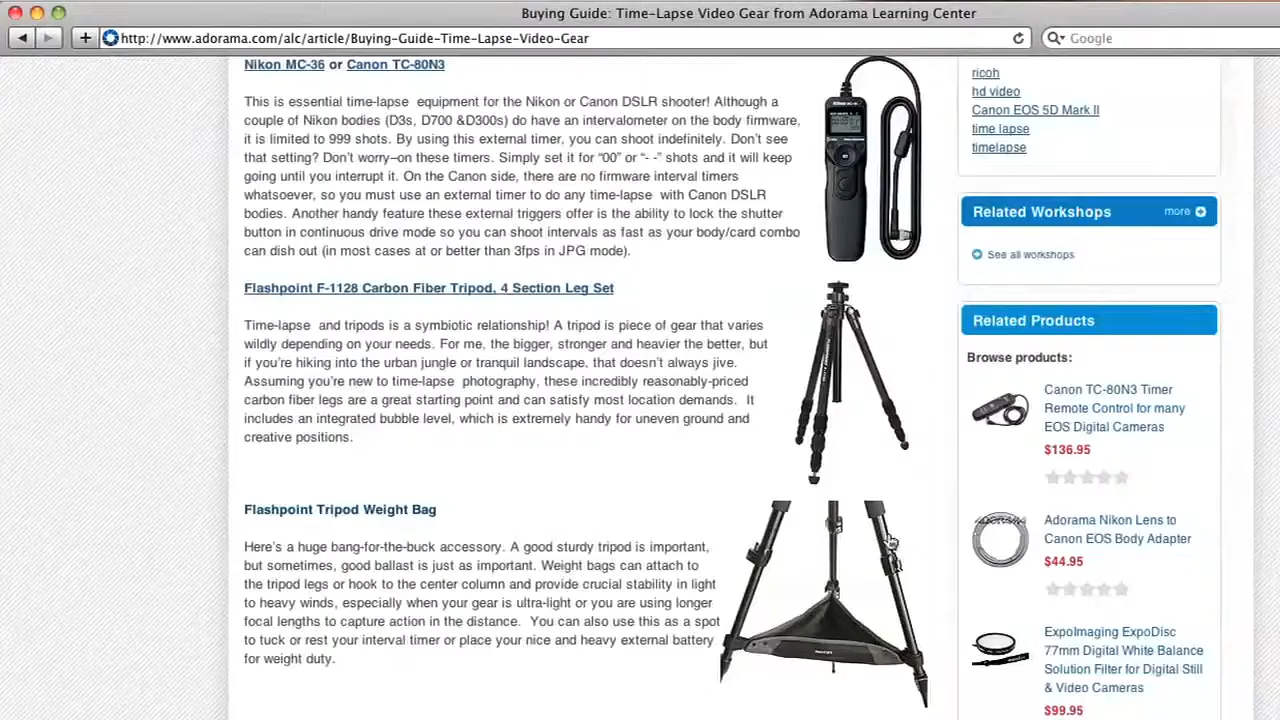 Buying Guide: Time-Lapse Video Gear from Adorama Learning Center
http://www.adorama.com/alc/article/Buying-Guide-Time-Lapse-Video-Gear
Google
Nikon MC-36 or Canon TC-80N3
This is essential time-lapse equipment for the Nikon or Canon DSLR shooter! Although a
couple of Nikon bodies (D3s, D700 &D300s) do have an intervalometer on the body firmware,
it is limited to 999 shots. By using this external timer, you can shoot indefinitely. Don't see
that setting? Don't worry–on these timers. Simply set it for “00” or “- -” shots and it will keep
going until you interrupt it. On the Canon side, there are no firmware interval timers
whatsoever, so you must use an external timer to do any time-lapse with Canon DSLR
bodies. Another handy feature these external triggers offer is the ability to lock the shutter
button in continuous drive mode so you can shoot intervals as fast as your body/card combo
can dish out (in most cases at or better than 3fps in JPG mode).
Flashpoint F-1128 Carbon Fiber Tripod, 4 Section Leg Set
Time-lapse and tripods is a symbiotic relationship! A tripod is piece of gear that varies
wildly depending on your needs. For me, the bigger, stronger and heavier the better, but
if you're hiking into the urban jungle or tranquil landscape, that doesn't always jive.
Assuming you're new to time-lapse photography, these incredibly reasonably-priced
carbon fiber legs are a great starting point and can satisfy most location demands. It
includes an integrated bubble level, which is extremely handy for uneven ground and
creative positions.
Flashpoint Tripod Weight Bag
Here's a huge bang-for-the-buck accessory. A good sturdy tripod is important,
but sometimes, good ballast is just as important. Weight bags can attach to
the tripod legs or hook to the center column and provide crucial stability in light
to heavy winds, especially when your gear is ultra-light or you are using longer
focal lengths to capture action in the distance. You can also use this as a spot
to tuck or rest your interval timer or place your nice and heavy external battery
for weight duty.
ricoh
hd video
Canon EOS 5D Mark II
time lapse
timelapse
Related Workshops more
See all workshops
Related Products
Browse products:
Canon TC-80N3 Timer
Remote Control for many
EOS Digital Cameras
$136.95
ADORAMA
Adorama Nikon Lens to
Canon EOS Body Adapter
$44.95
ExpoImaging ExpoDisc
77mm Digital White Balance
Solution Filter for Digital Still
& Video Cameras
$99.95